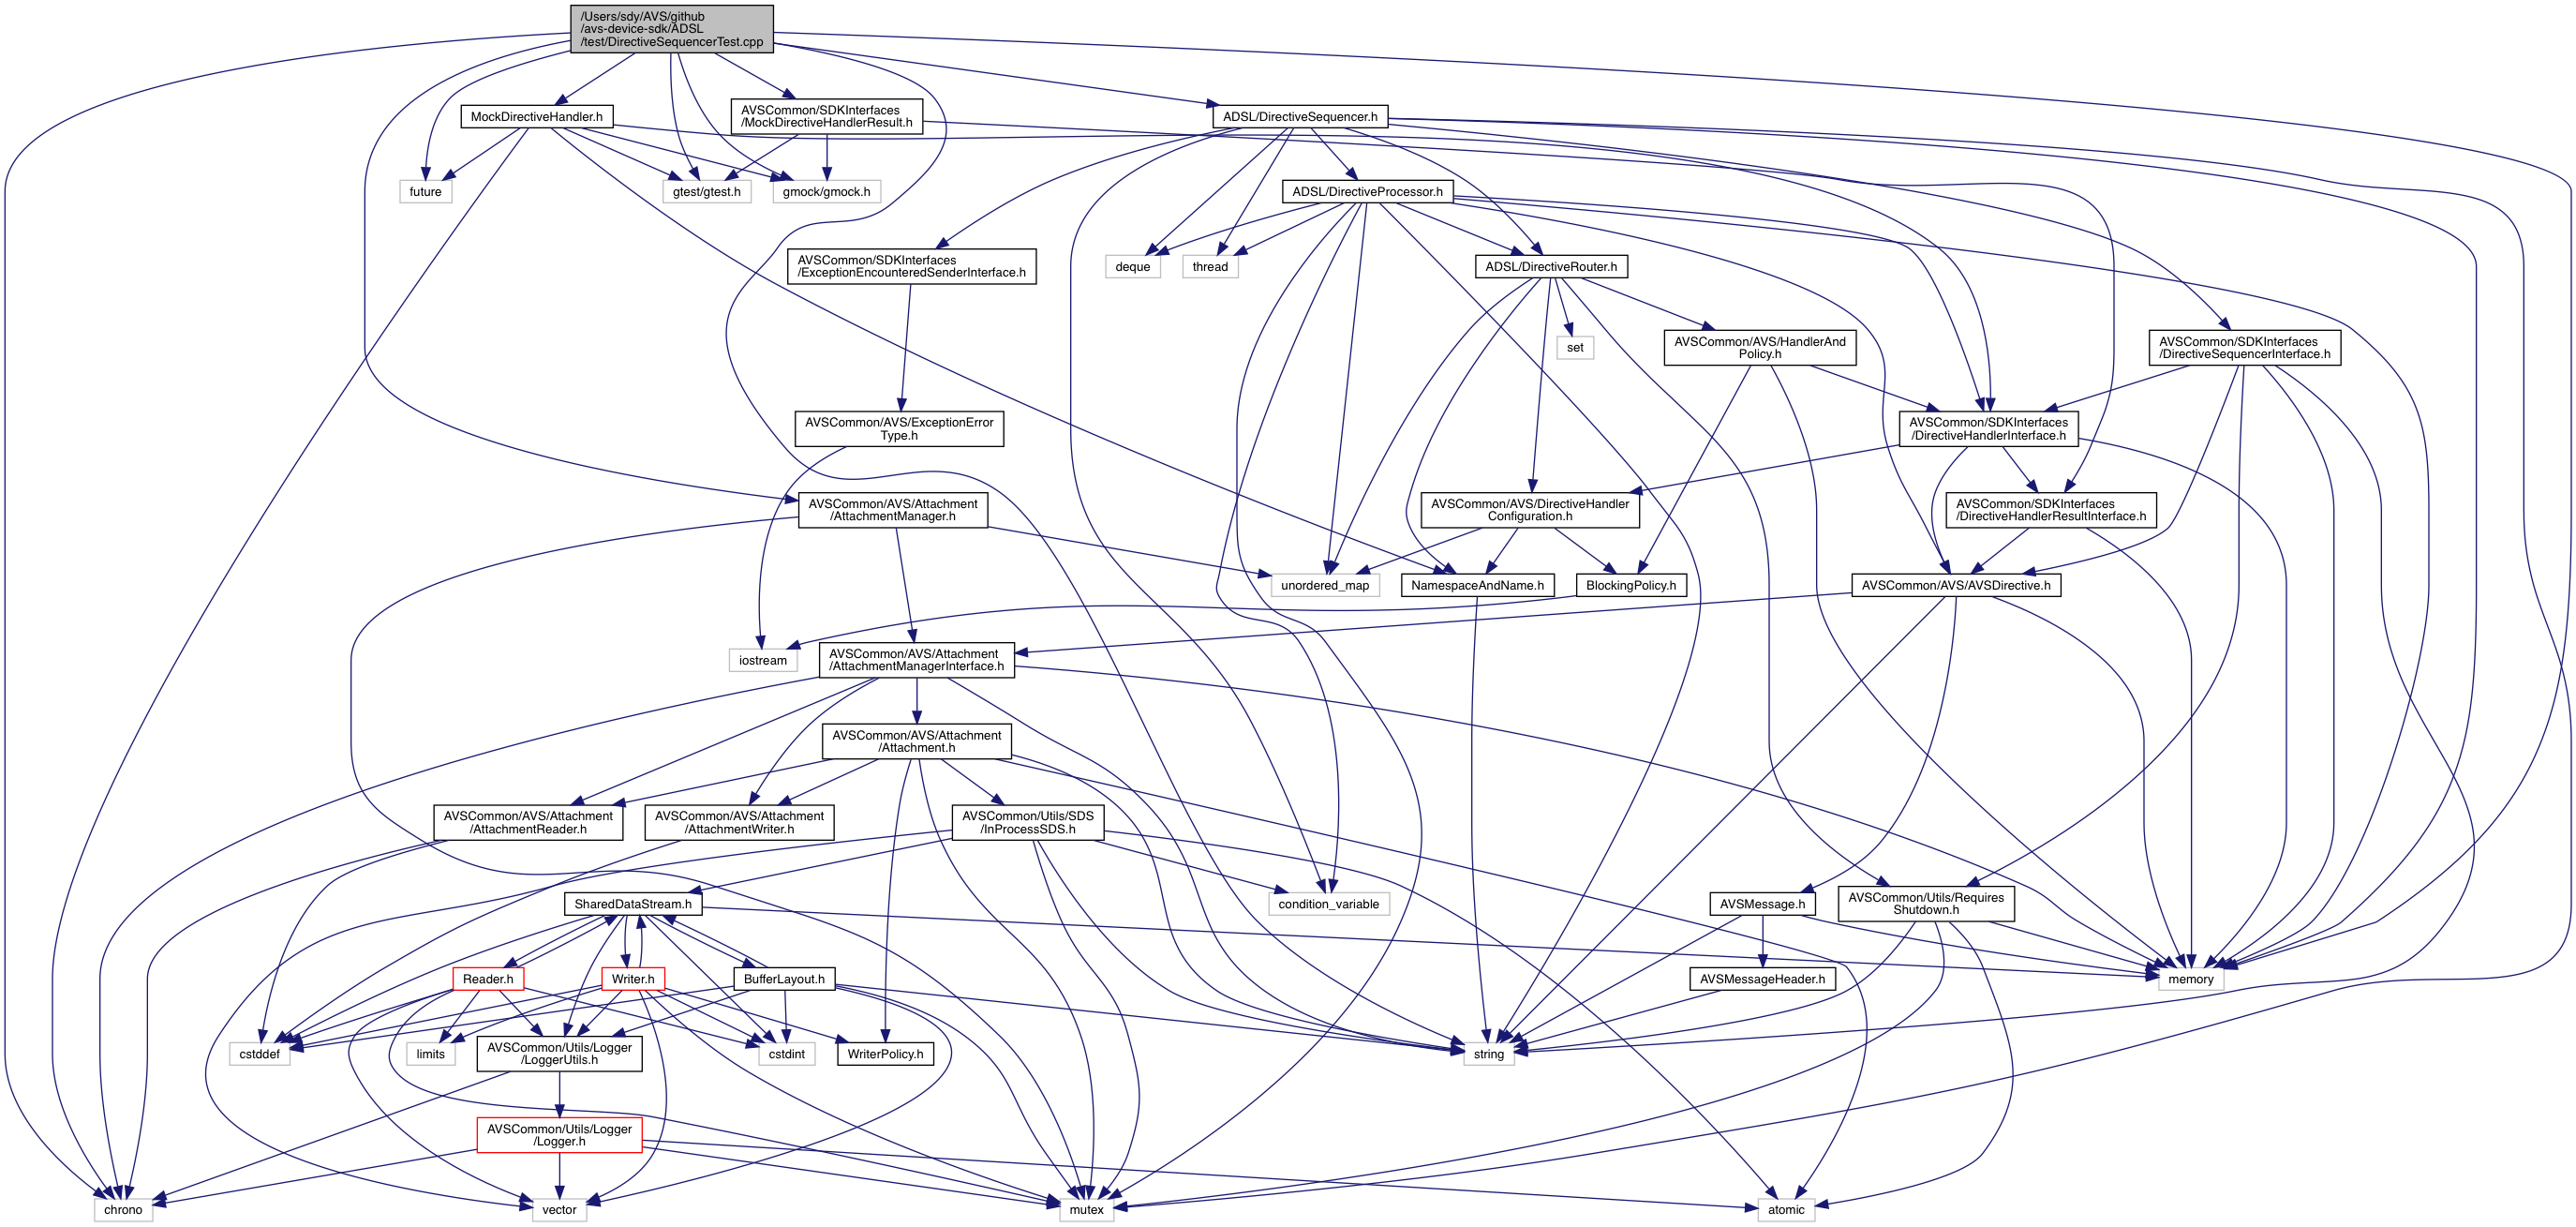 /Users/sdy/AVS/github
/avs-device-sdk/ADSL
/test/DirectiveSequencerTest.cpp
MockDirectiveHandler.h
AVSCommon/SDKInterfaces
/MockDirectiveHandlerResult.h
ADSL/DirectiveSequencer.h
future
gtest/gtest.h
gmock/gmock.h
ADSL/DirectiveProcessor.h
AVSCommon/SDKInterfaces
/ExceptionEncounteredSenderInterface.h
deque
thread
ADSL/DirectiveRouter.h
AVSCommon/AVS/HandlerAnd
Policy.h
set
AVSCommon/SDKInterfaces
/DirectiveSequencerInterface.h
AVSCommon/AVS/ExceptionError
Type.h
AVSCommon/SDKInterfaces
/DirectiveHandlerInterface.h
AVSCommon/AVS/Attachment
/AttachmentManager.h
AVSCommon/AVS/DirectiveHandler
Configuration.h
AVSCommon/SDKInterfaces
/DirectiveHandlerResultInterface.h
unordered_map
NamespaceAndName.h
BlockingPolicy.h
AVSCommon/AVS/AVSDirective.h
iostream
AVSCommon/AVS/Attachment
/AttachmentManagerInterface.h
AVSCommon/AVS/Attachment
/Attachment.h
AVSCommon/AVS/Attachment
/AttachmentReader.h
AVSCommon/AVS/Attachment
/AttachmentWriter.h
AVSCommon/Utils/SDS
/InProcessSDS.h
SharedDataStream.h
condition_variable
AVSMessage.h
AVSCommon/Utils/Requires
Shutdown.h
Reader.h
Writer.h
BufferLayout.h
AVSMessageHeader.h
memory
cstddef
limits
AVSCommon/Utils/Logger
/LoggerUtils.h
cstdint
WriterPolicy.h
string
AVSCommon/Utils/Logger
/Logger.h
chrono
vector
mutex
atomic